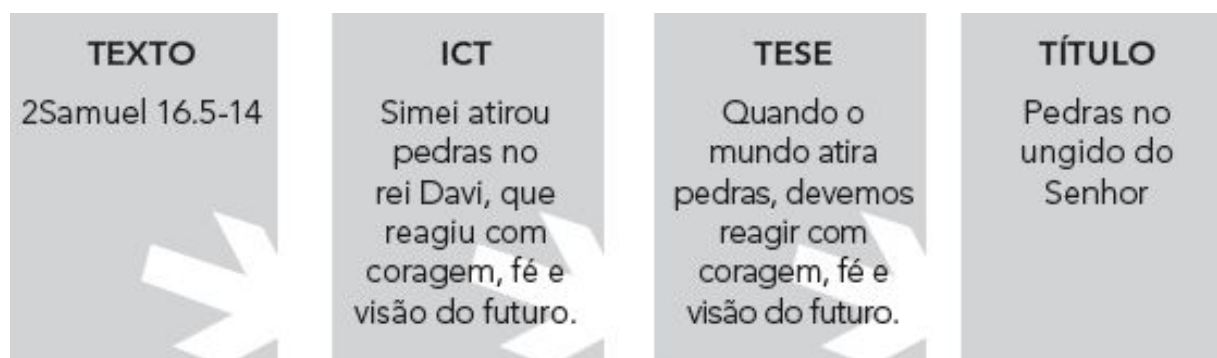 TEXTO
2Samuel 16.5-14
ICT
Simei atirou
pedras no
rei Davi, que
reagiu com
coragem, fé e
visão do futuro.
TESE
Quando o
mundo atira
pedras, devemos
reagir com
coragem, fé e
visão do futuro.
TÍTULO
Pedras no
ungido do
Senhor